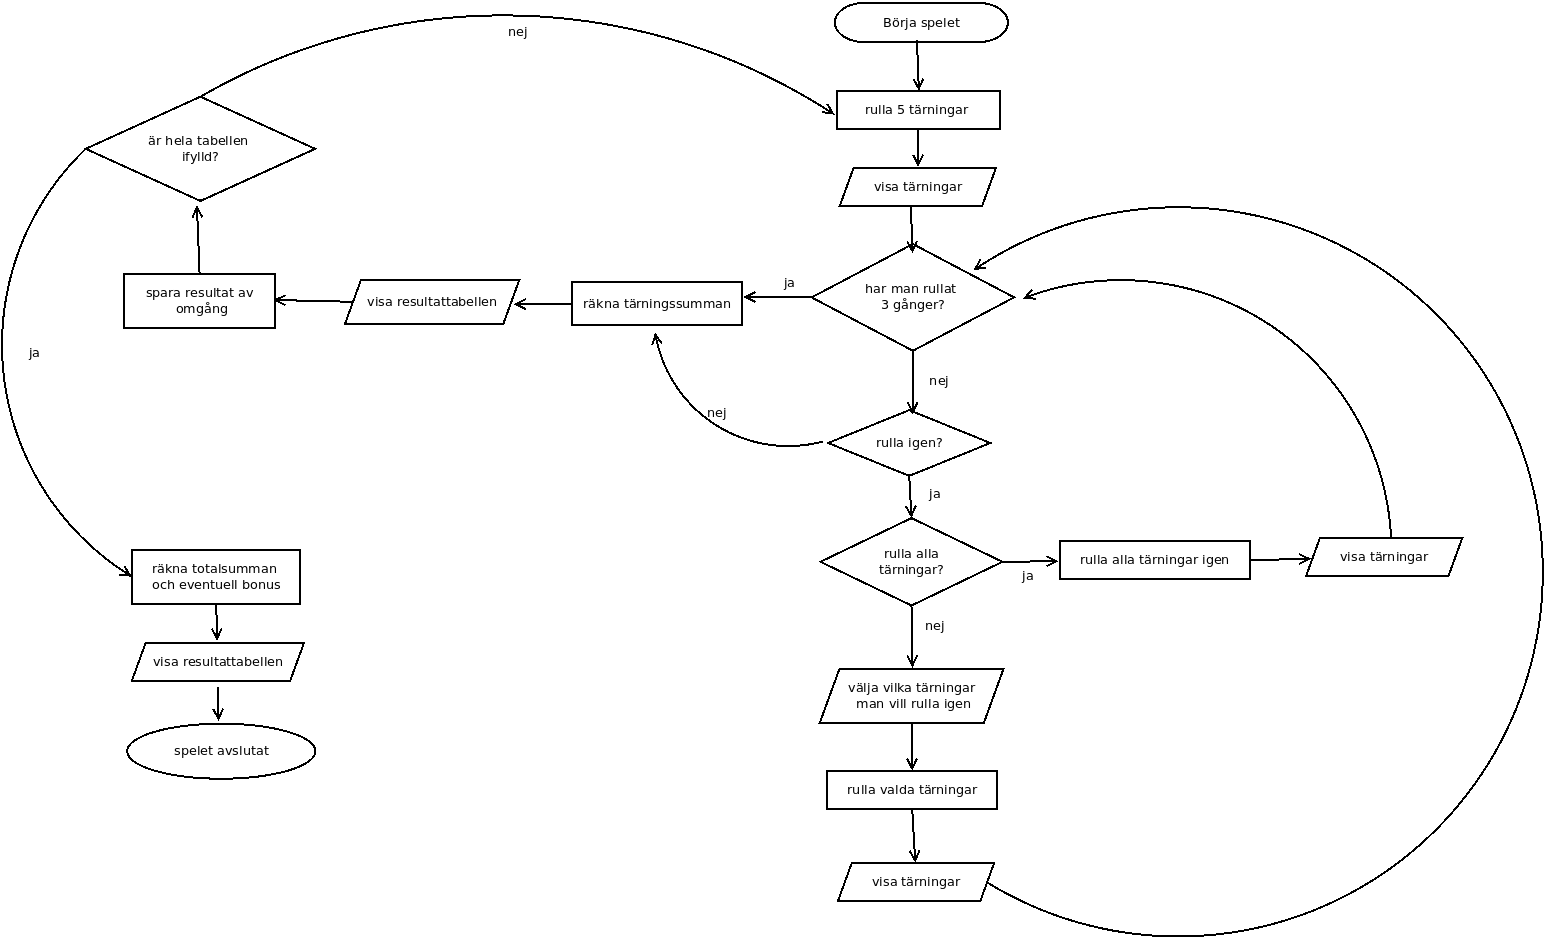 Börja spelet
nej
rulla 5 tärningar
är hela tabellen
ifylld?
visa tärningar
ja
har man rullat
3 gånger?
räkna tärningssumman
visa resultattabellen
spara resultat av
omgång
ja
nej
nej
rulla igen?
ja
rulla alla
tärningar?
ja
rulla alla tärningar igen
visa tärningar
räkna totalsumman
och eventuell bonus
nej
visa resultattabellen
välja vilka tärningar
man vill rulla igen
spelet avslutat
rulla valda tärningar
visa tärningar